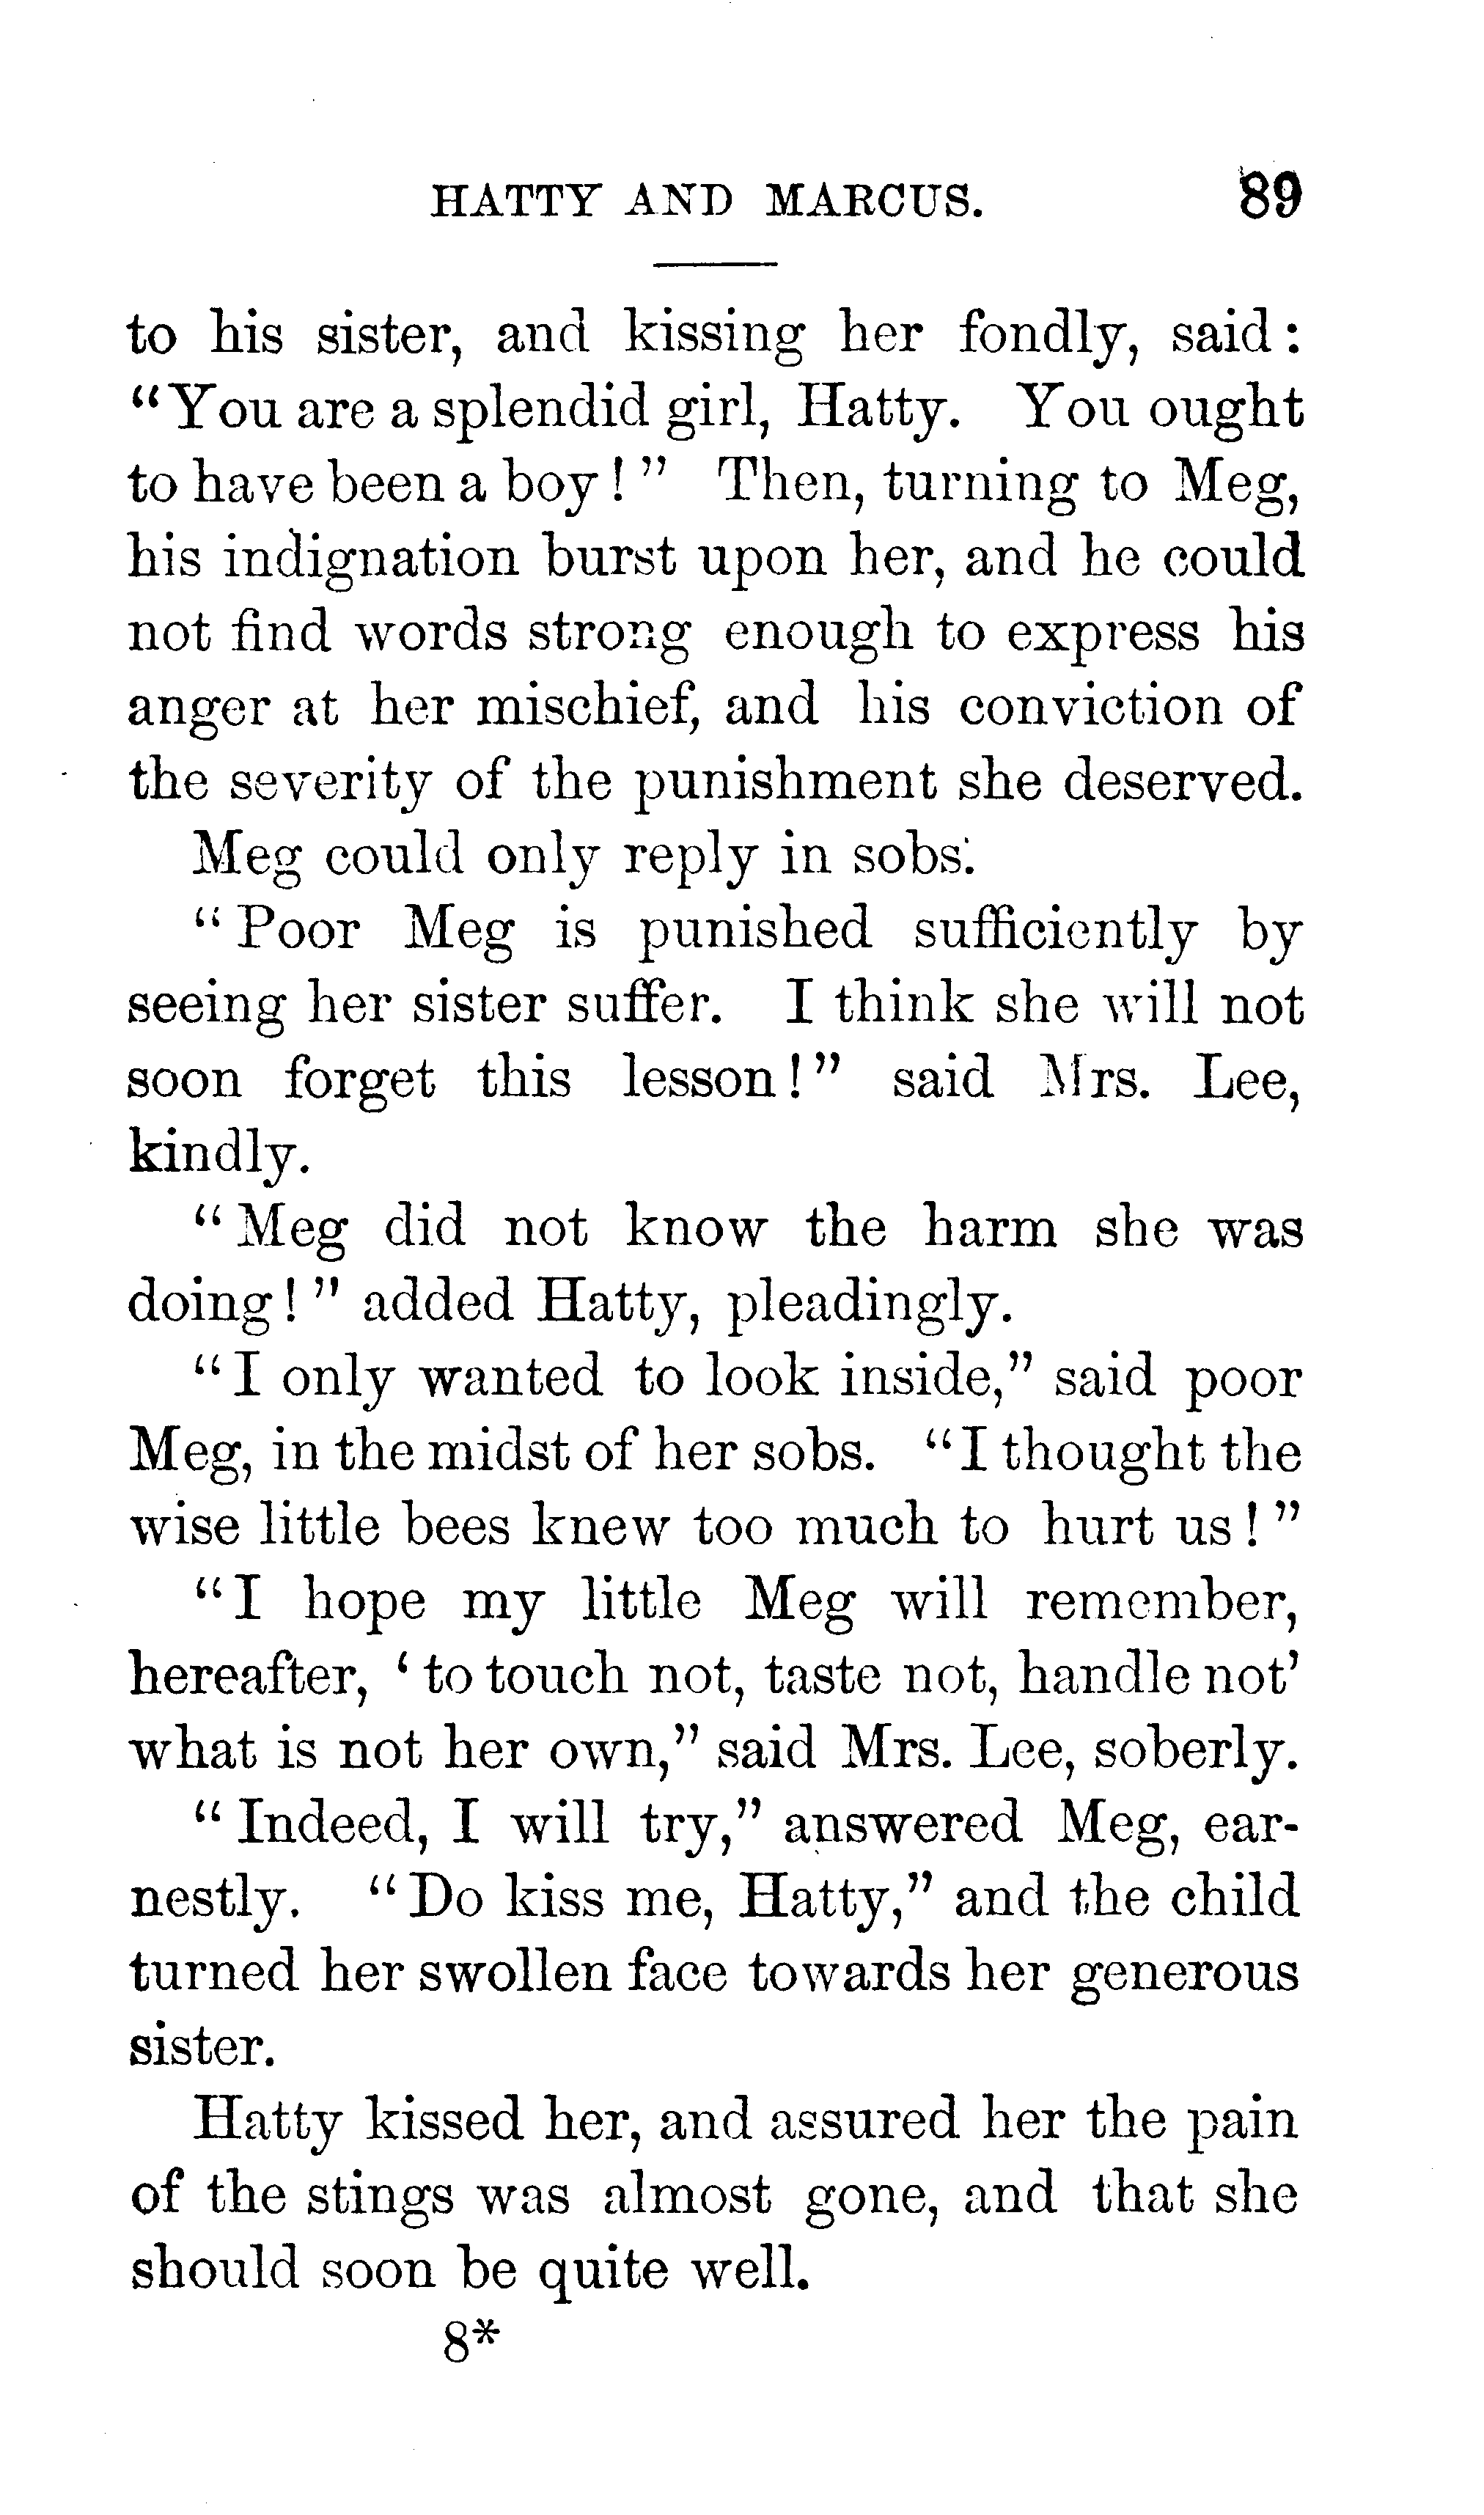 HATTY AND MARCUS. 89
to his sister, and kissing her fondly, said:
"You are a splendid girl, Hatty. You ought
to have been a boy!" Then, turning to Meg,
his indignation burst upon her, and he could
not find words strong enough to express his
anger at her mischief, and his conviction of
the severity of the punishment she deserved.
Meg could only reply in sobs.
"Poor Meg is punished sufficiently by
seeing her sister suffer. I think she will not
soon forget this lesson!" said Mrs. Lee,
kindly.
"Meg did not know the harm she was
doing!" added Hatty, pleadingly.
"I only wanted to look inside," said poor
Meg, in the midst of her sobs. "I thought the
wise little bees knew too much to hurt us!"
"I hope my little Meg will remember,
hereafter, 'to touch not, taste not, handle not'
what is not her own," said Mrs. Lee, soberly.
"Indeed, I will try," answered Meg, ear-
nestly. "Do kiss me, Hatty," and the child
turned her swollen face towards her generous
sister.
Hatty kissed her, and assured her the pain
of the stings was almost gone, and that she
should soon be quite well.
8*